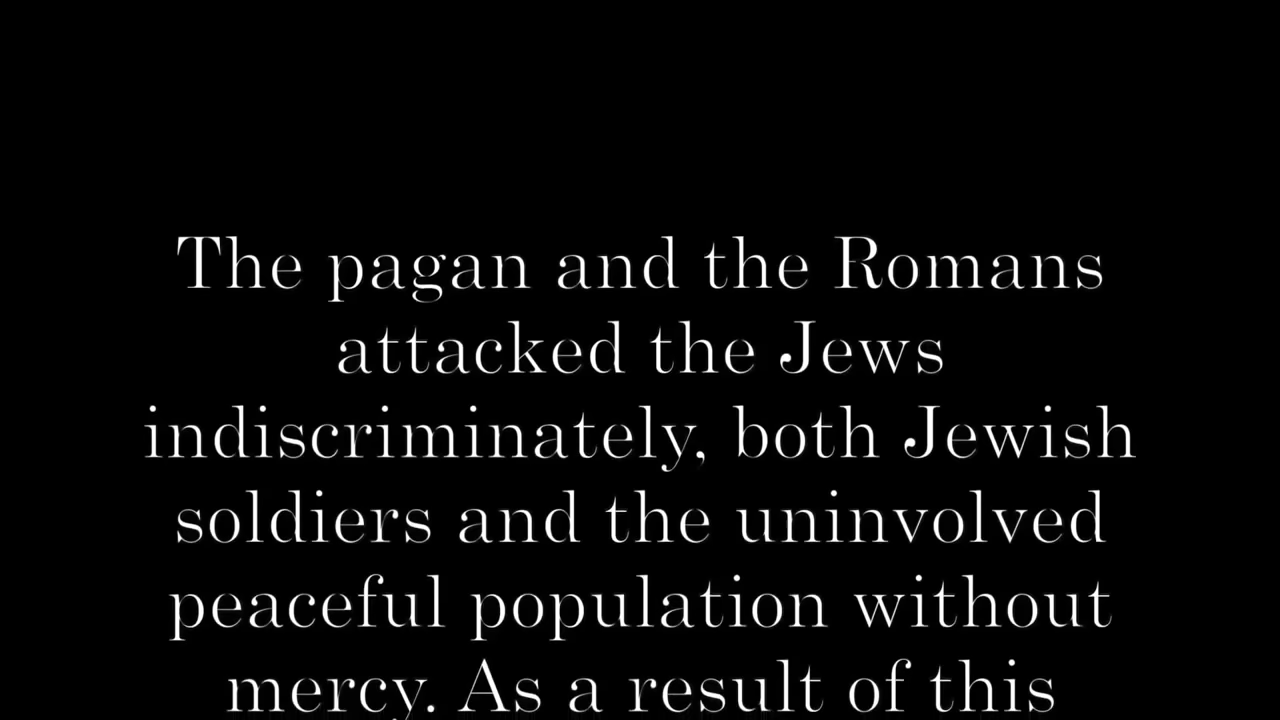 The pagan and the Romans
attacked the Jews
indiscriminately, both Jewish
soldiers and the uninvolved
peaceful population without
mercy. As a result of this